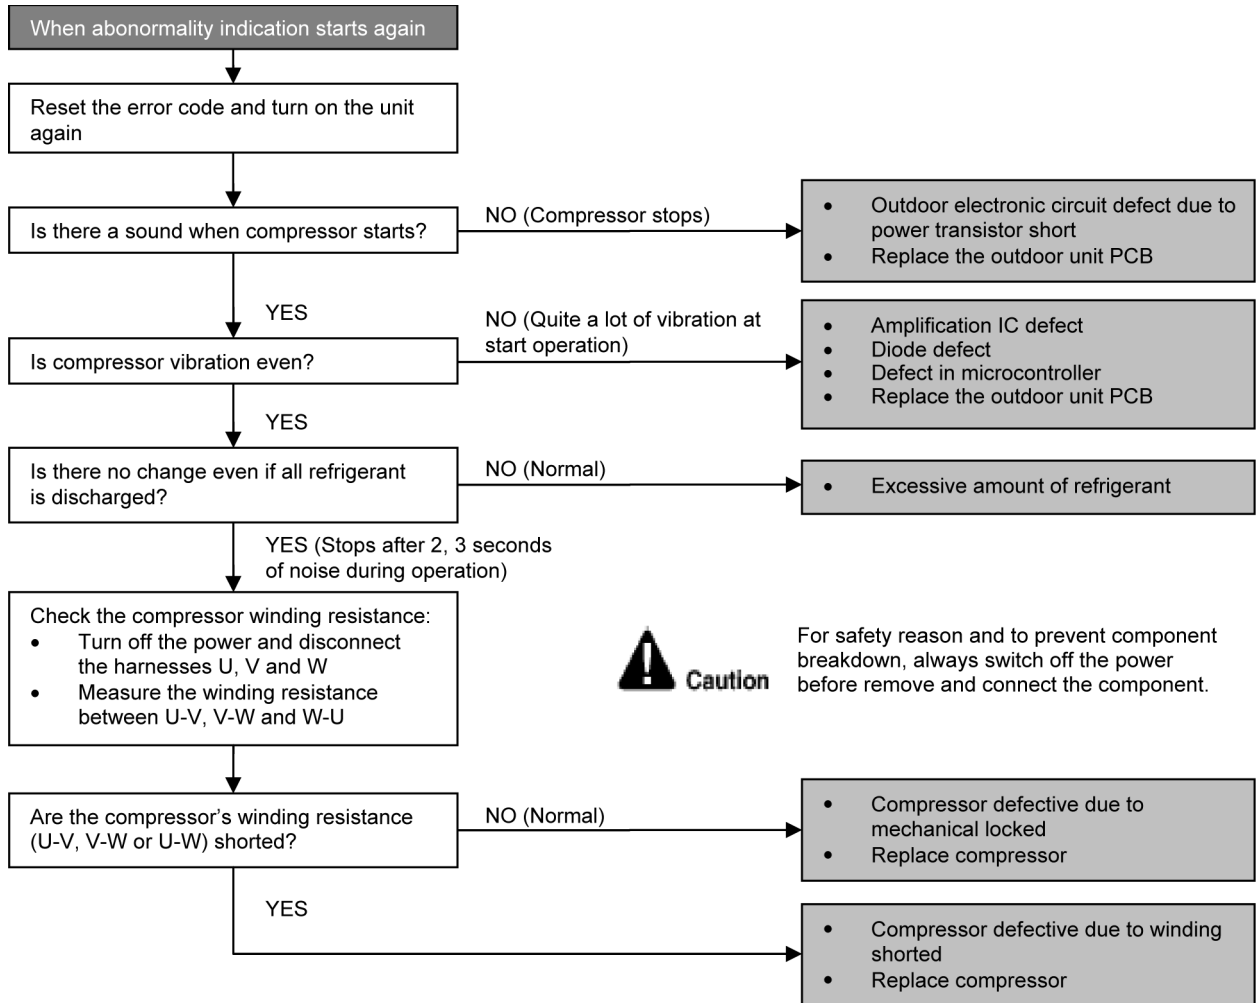 When abonormality indication starts again
Reset the error code and turn on the unit
again
Is there a sound when compressor starts?
NO (Compressor stops)
• Outdoor electronic circuit defect due to
power transistor short
• Replace the outdoor unit PCB
YES
Is compressor vibration even?
NO (Quite a lot of vibration at
start operation)
• Amplification IC defect
• Diode defect
• Defect in microcontroller
• Replace the outdoor unit PCB
YES
Is there no change even if all refrigerant
is discharged?
NO (Normal)
• Excessive amount of refrigerant
YES (Stops after 2, 3 seconds
of noise during operation)
Check the compressor winding resistance:
• Turn off the power and disconnect
the harnesses U, V and W
• Measure the winding resistance
between U-V, V-W and W-U
! Caution
For safety reason and to prevent component
breakdown, always switch off the power
before remove and connect the component.
Are the compressor’s winding resistance
(U-V, V-W or U-W) shorted?
NO (Normal)
• Compressor defective due to
mechanical locked
• Replace compressor
YES
• Compressor defective due to winding
shorted
• Replace compressor